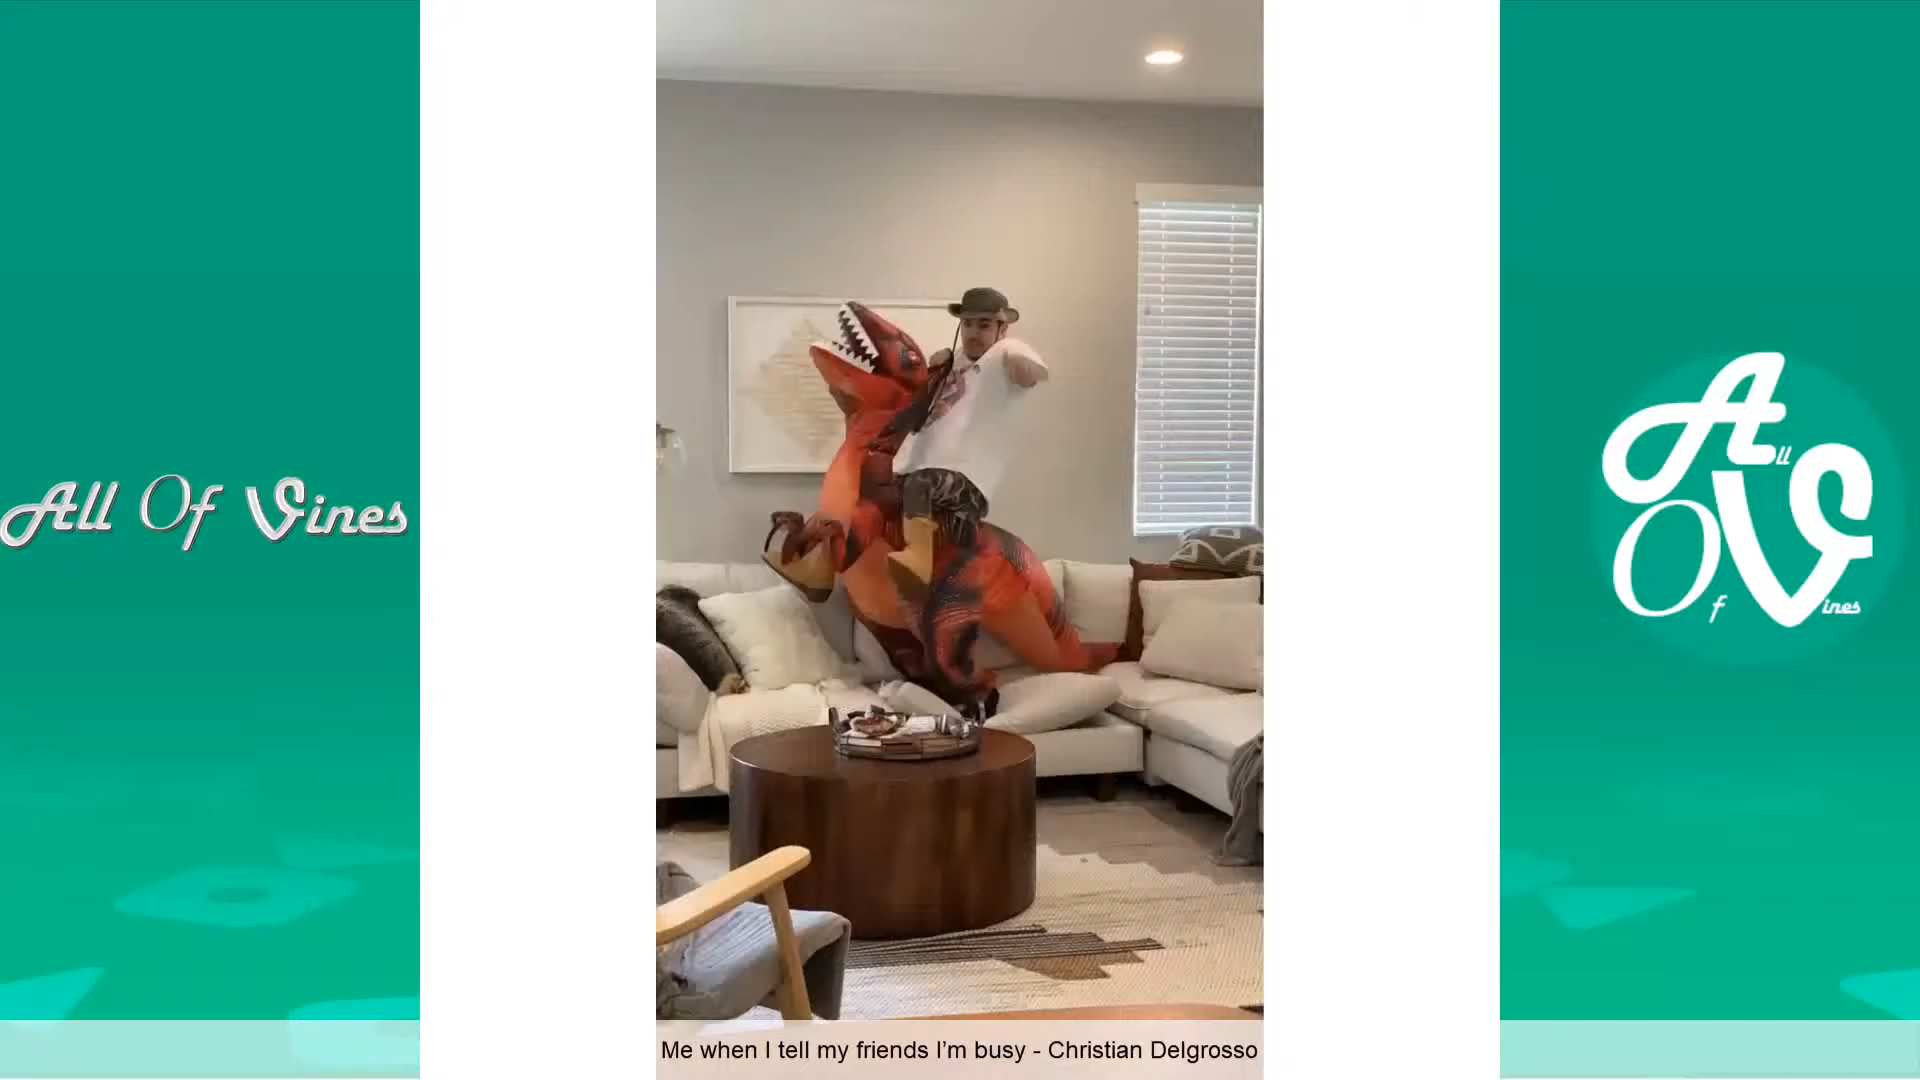 All Of Vines
All
Of
Vines
Me when I tell my friends I’m busy - Christian Delgrosso